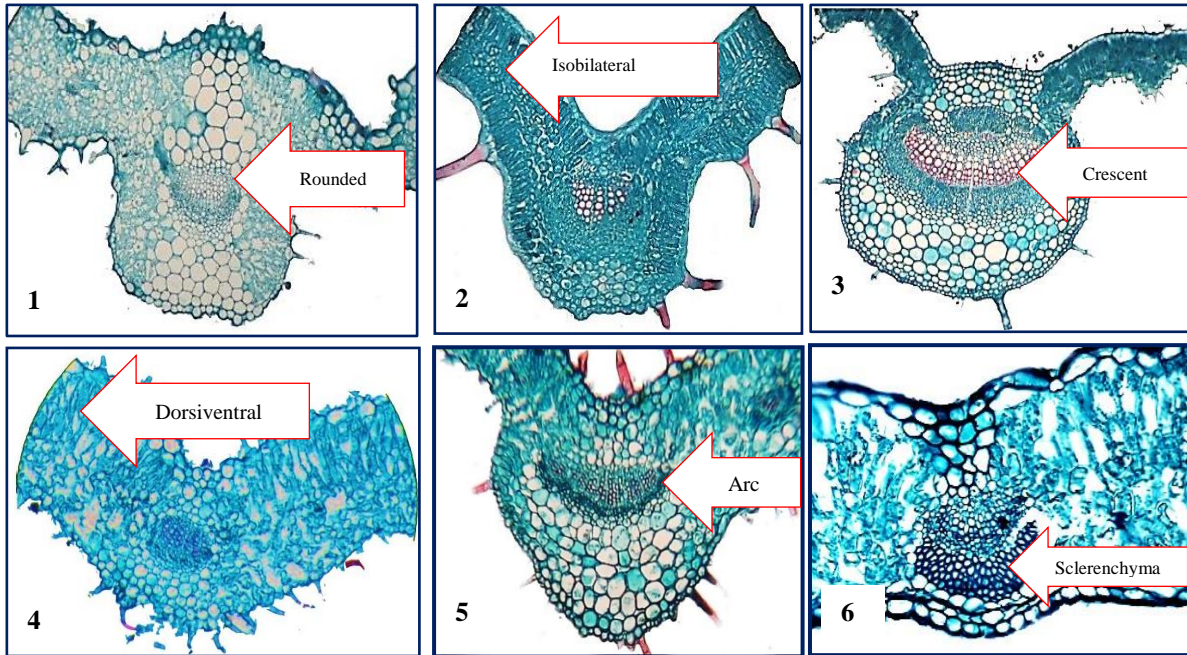 Rounded
1
Isobilateral
2
Crescent
3
Dorsiventral
4
Arc
5
Sclerenchyma
6